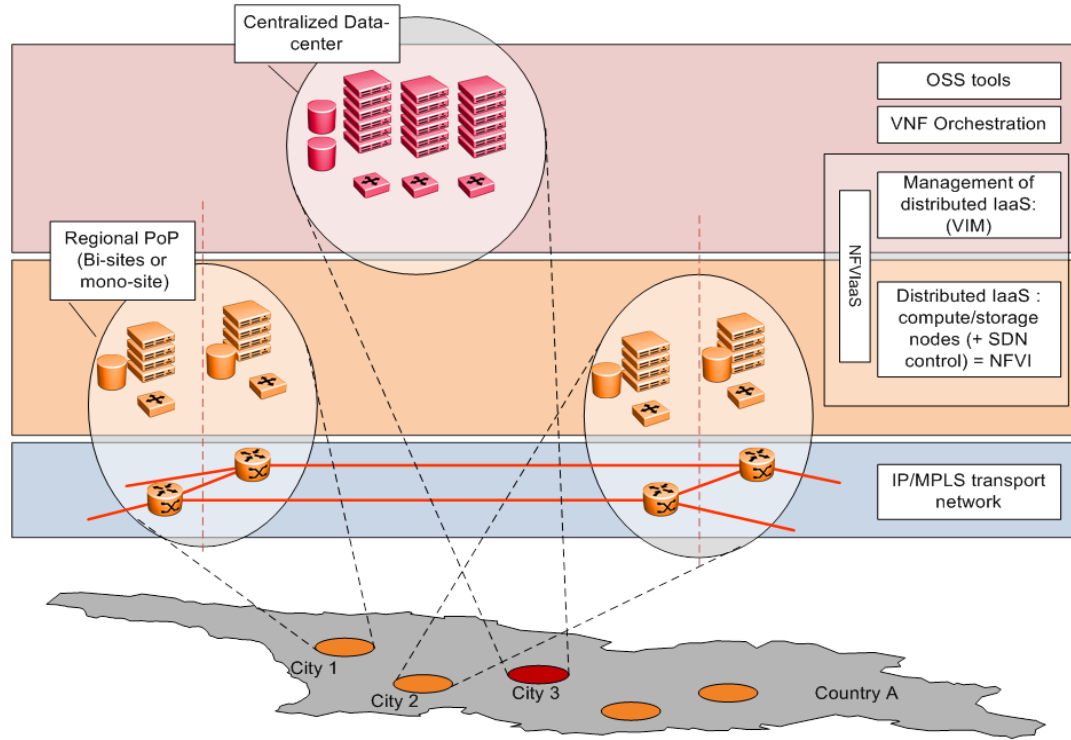 Centralized Data-
center
OSS tools
VNF Orchestration
Management of
distributed IaaS:
(VIM)
NFVIaaS
Regional PoP
(Bi-sites or
mono-site)
Distributed IaaS :
compute/storage
nodes (+ SDN
control) = NFVI
IP/MPLS transport
network
City 1
City 2
City 3
Country A